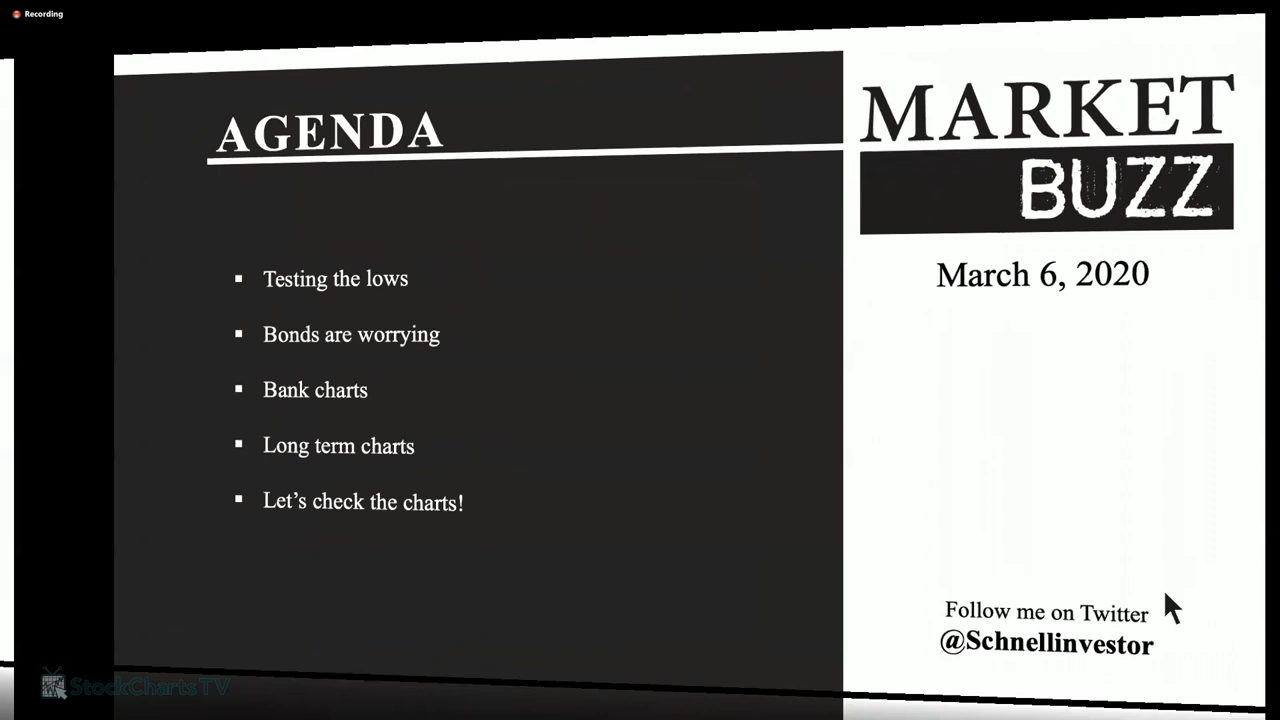 Recording
AGENDA
Testing the lows
Bonds are worrying
Bank charts
Long term charts
Let’s check the charts!
MARKET
BUZZ
March 6, 2020
Follow me on Twitter
@Schnellinvestor
StockChartsTV